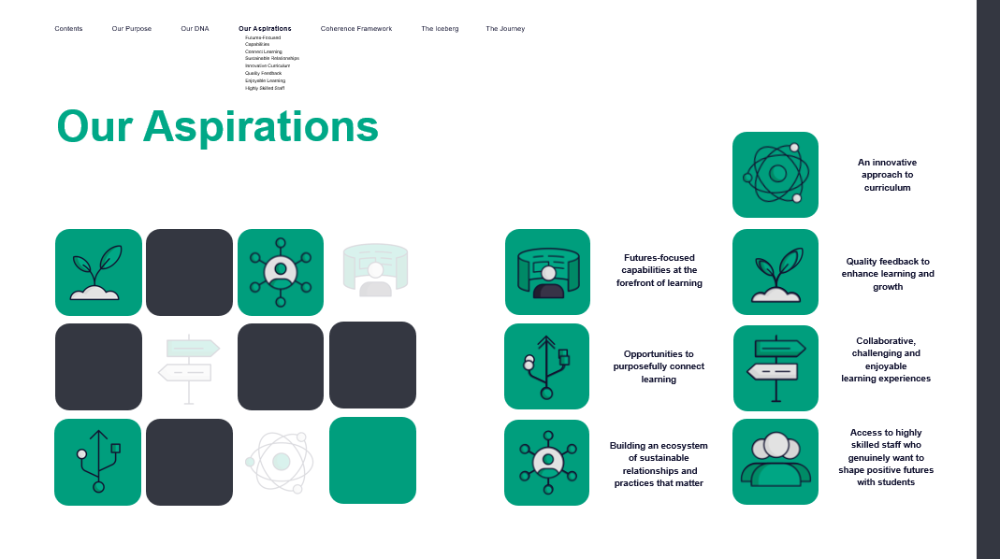 Contents Our Purpose Our DNA Our Aspirations Coherence Framework The Iceberg The Journey
Futures-Focused
Capabilities
Connect Learning
Sustainable Relationships
Innovative Curriculum
Quality Feedback
Enjoyable Learning
Highly Skilled Staff
Our Aspirations
Futures-focused
capabilities at the
forefront of learning
Opportunities to
purposefully connect
learning
Building an ecosystem
of sustainable
relationships and
practices that matter
An innovative
approach to
curriculum
Quality feedback to
enhance learning and
growth
Collaborative,
challenging and
enjoyable
learning experiences
Access to highly
skilled staff who
genuinely want to
shape positive futures
with students